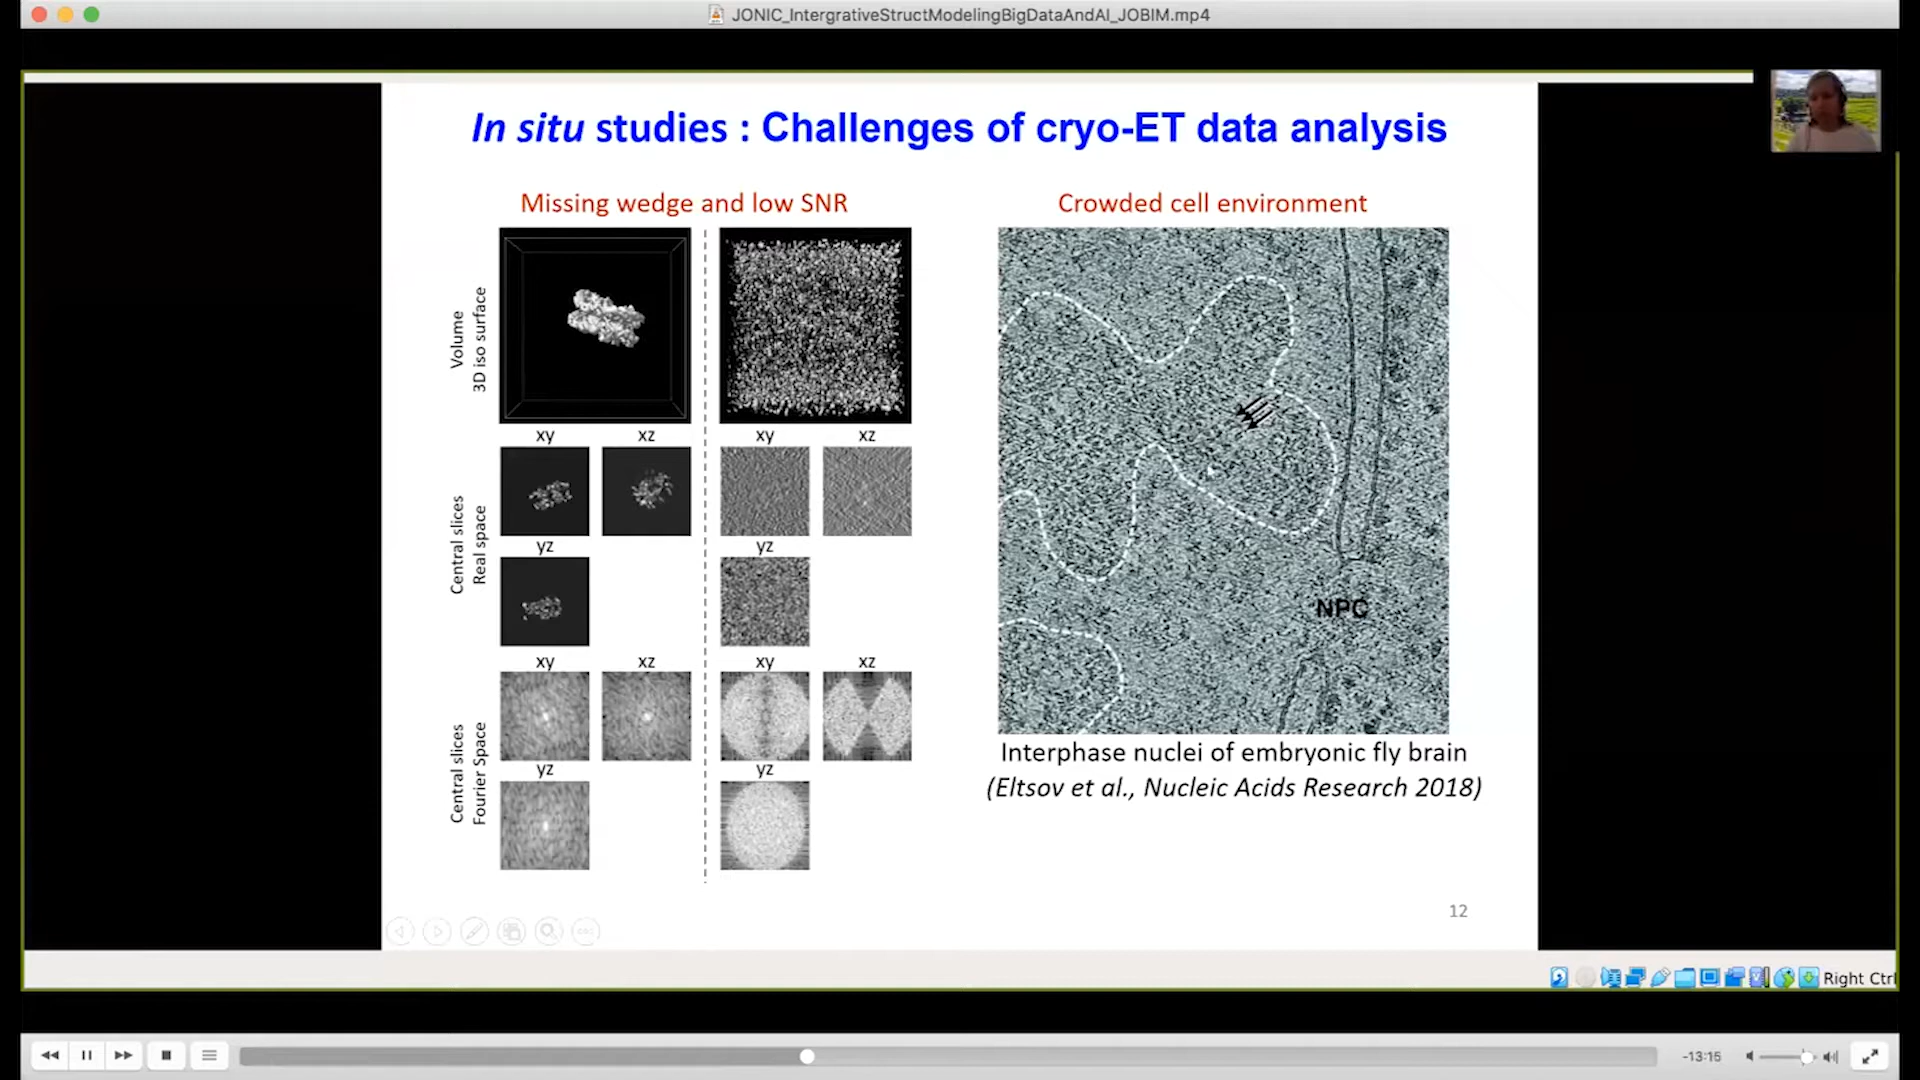 JONIC_IntergrativeStructModelingBigDataAndAI_JOBIM.mp4
In situ studies : Challenges of cryo-ET data analysis
Missing wedge and low SNR
Crowded cell environment
Volume
3D iso surface
xy
xz
xy
xz
Central slices
Real space
yz
yz
xy
xz
xy
xz
Central slices
Fourier Space
yz
yz
NPC
Interphase nuclei of embryonic fly brain
(Eltsov et al., Nucleic Acids Research 2018)
12
Right Ctrl
-13:15